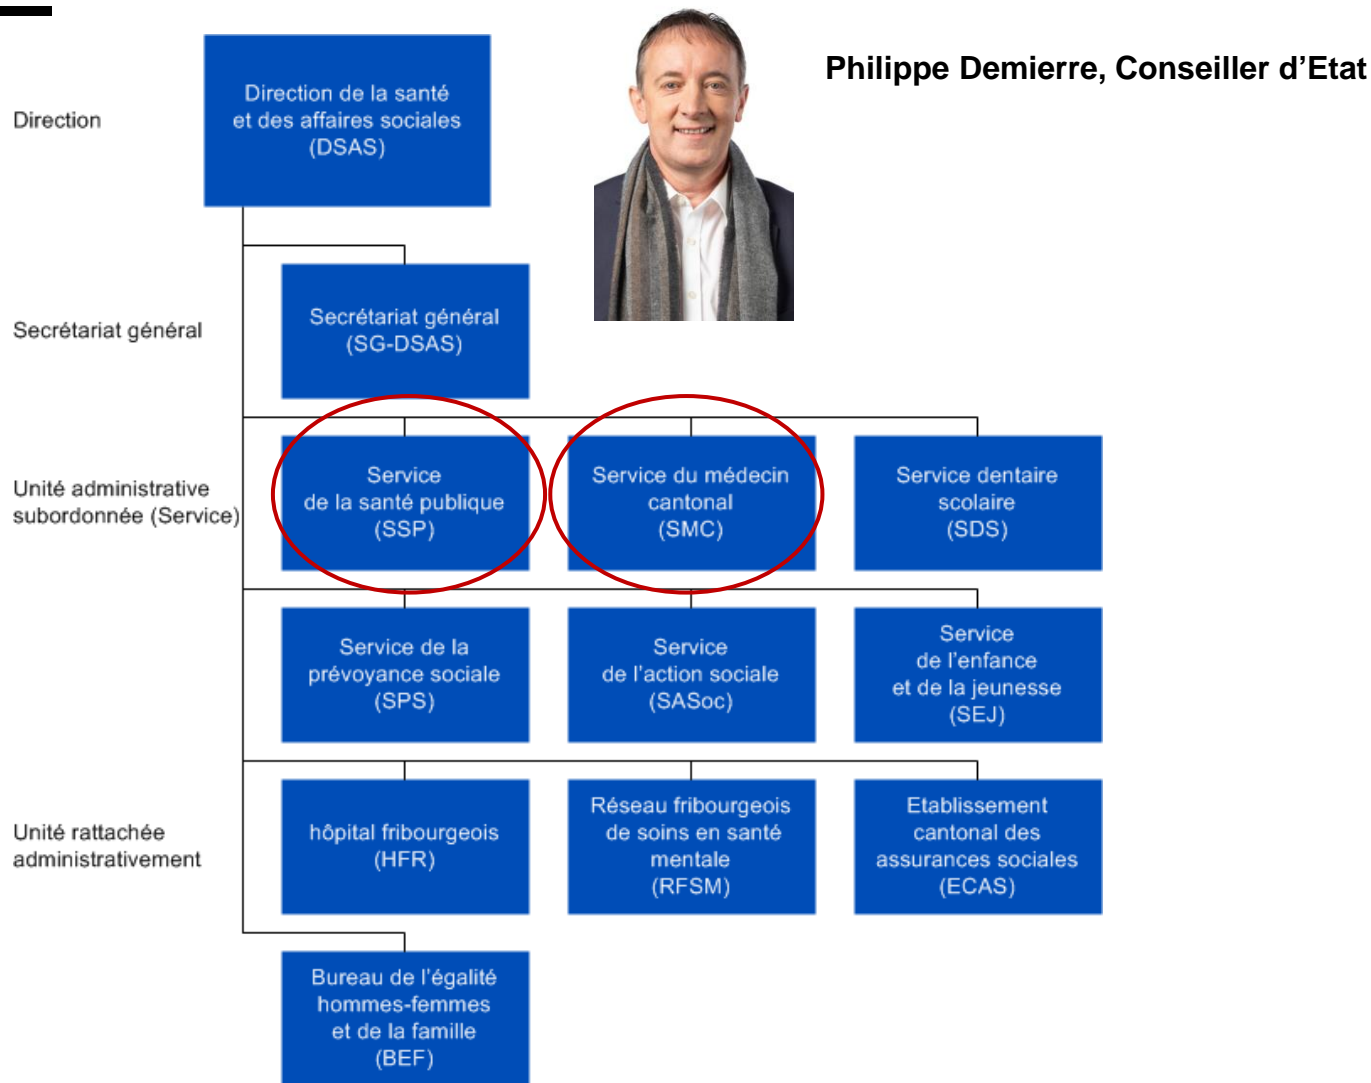 Philippe Demierre, Conseiller d’Etat
Direction
Direction de la santé
et des affaires sociales
(DSAS)
Secrétariat général
Secrétariat général
(SG-DSAS)
Unité administrative
subordonnée (Service)
Service
de la santé publique
(SSP)
Service du médecin
cantonal
(SMC)
Service dentaire
scolaire
(SDS)
Service de la
prévoyance sociale
(SPS)
Service
de l’action sociale
(SASoc)
Service
de l’enfance
et de la jeunesse
(SEJ)
Unité rattachée
administrativement
hôpital fribourgeois
(HFR)
Réseau fribourgeois
de soins en santé
mentale
(RFSM)
Etablissement
cantonal des
assurances sociales
(ECAS)
Bureau de l’égalité
hommes-femmes
et de la famille
(BEF)